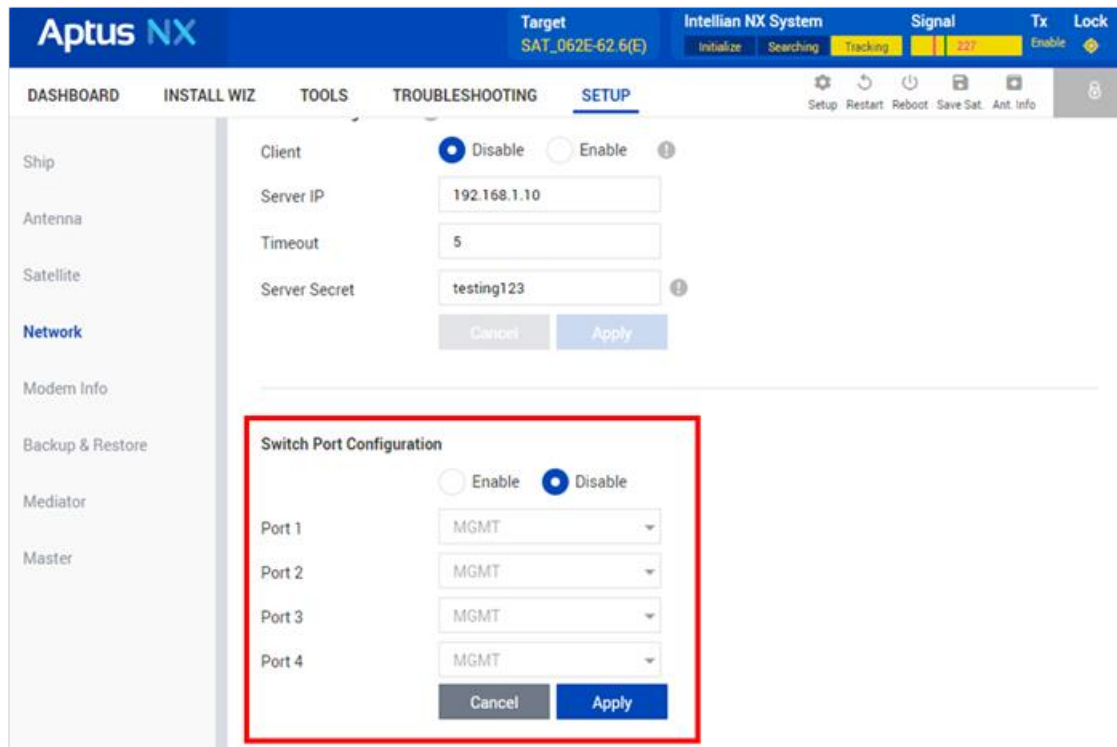 Aptus NX
Target
SAT_062E-62.6(E)
Intellian NX System
Initialize Searching Tracking
Signal
227
Tx
Enable
Lock
DASHBOARD INSTALL WIZ TOOLS TROUBLESHOOTING SETUP
Setup Restart Reboot Save Sat. Ant. Info
Ship
Antenna
Satellite
Network
Modem Info
Backup & Restore
Mediator
Master
Client Disable Enable
Server IP 192.168.1.10
Timeout 5
Server Secret testing123
Cancel Apply
Switch Port Configuration
Enable Disable
Port 1 MGMT
Port 2 MGMT
Port 3 MGMT
Port 4 MGMT
Cancel Apply